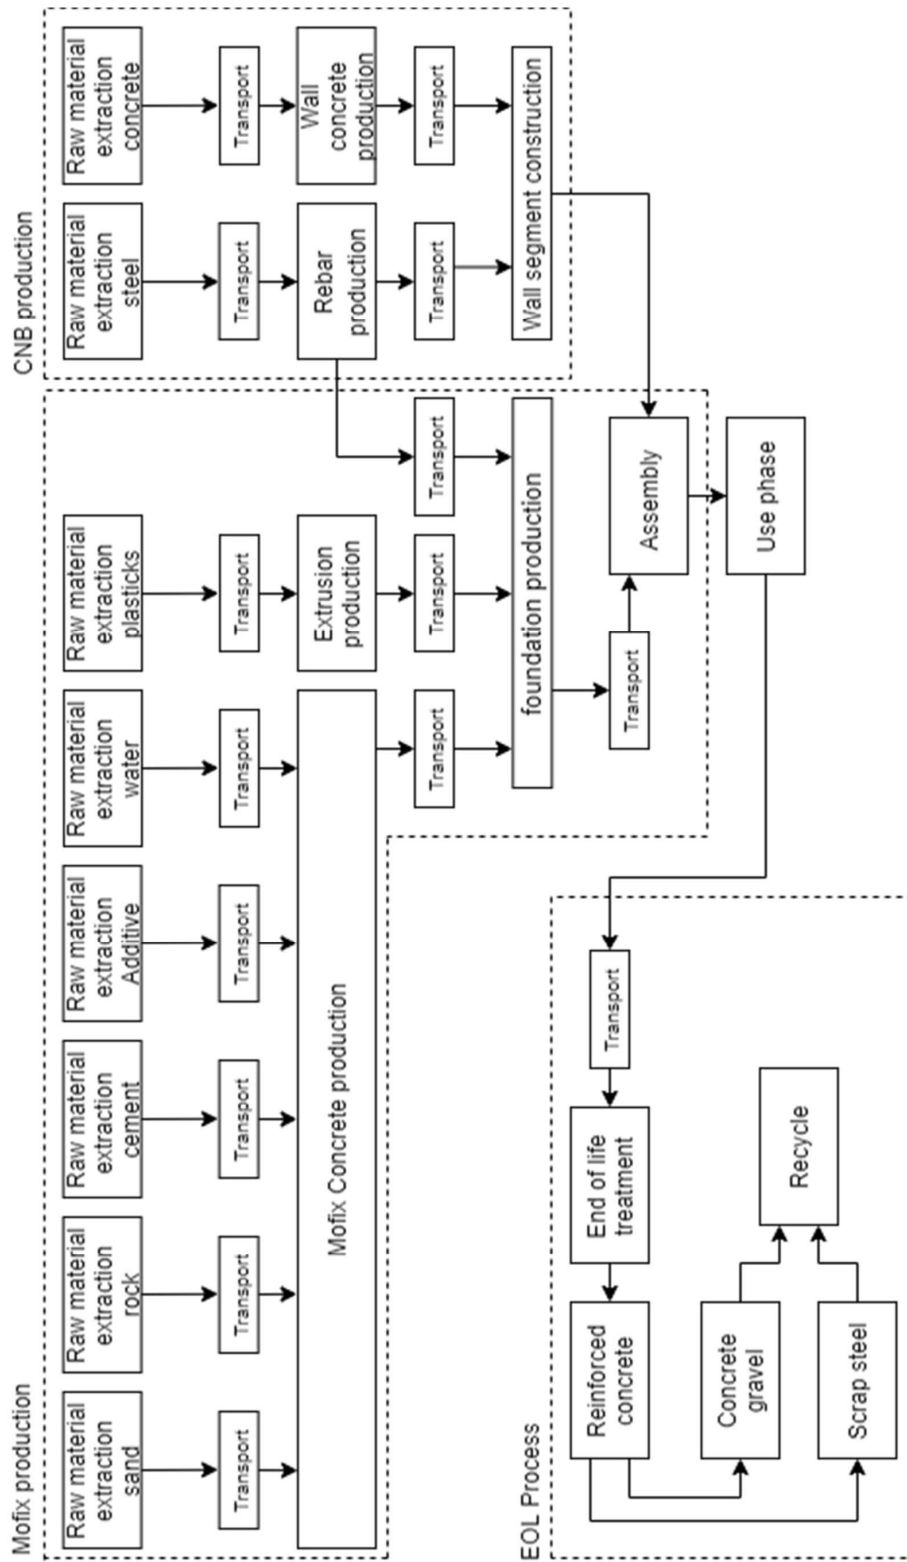 Mofix production
CNB production
Raw material
extraction
sand
Raw material
extraction
rock
Raw material
extraction
cement
Raw material
extraction
Additive
Raw material
extraction
water
Raw material
extraction
plasticks
Raw material
extraction
steel
Raw material
extraction
concrete
Transport
Transport
Transport
Transport
Transport
Transport
Transport
Transport
Mofix Concrete production
Extrusion
production
Rebar
production
Wall
concrete
production
Transport
Transport
Transport
Transport
Transport
foundation production
Wall segment construction
Transport
Assembly
Use phase
EOL Process
Reinforced
concrete
End of life
treatment
Transport
Concrete
gravel
Recycle
Scrap steel